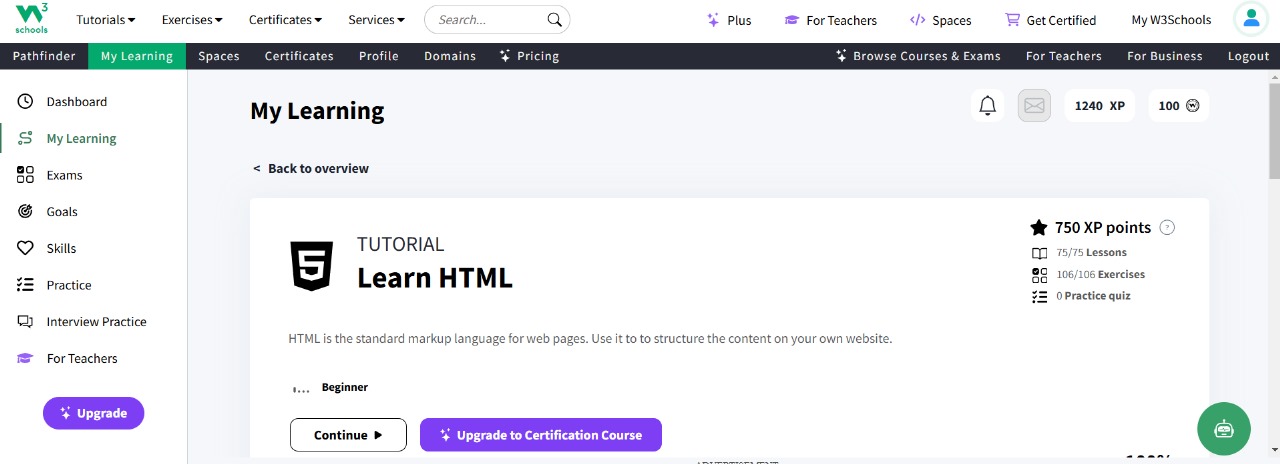 W3 schools
Tutorials Exercises Certificates Services Search... Plus For Teachers Spaces Get Certified My W3Schools
Pathfinder My Learning Spaces Certificates Profile Domains Pricing Browse Courses & Exams For Teachers For Business Logout
Dashboard
My Learning
Exams
Goals
Skills
Practice
Interview Practice
For Teachers
Upgrade
My Learning
1240 XP 100
< Back to overview
TUTORIAL
Learn HTML
750 XP points ?
75/75 Lessons
106/106 Exercises
0 Practice quiz
HTML is the standard markup language for web pages. Use it to to structure the content on your own website.
Beginner
Continue
Upgrade to Certification Course
100%
ADVERTISEMENT